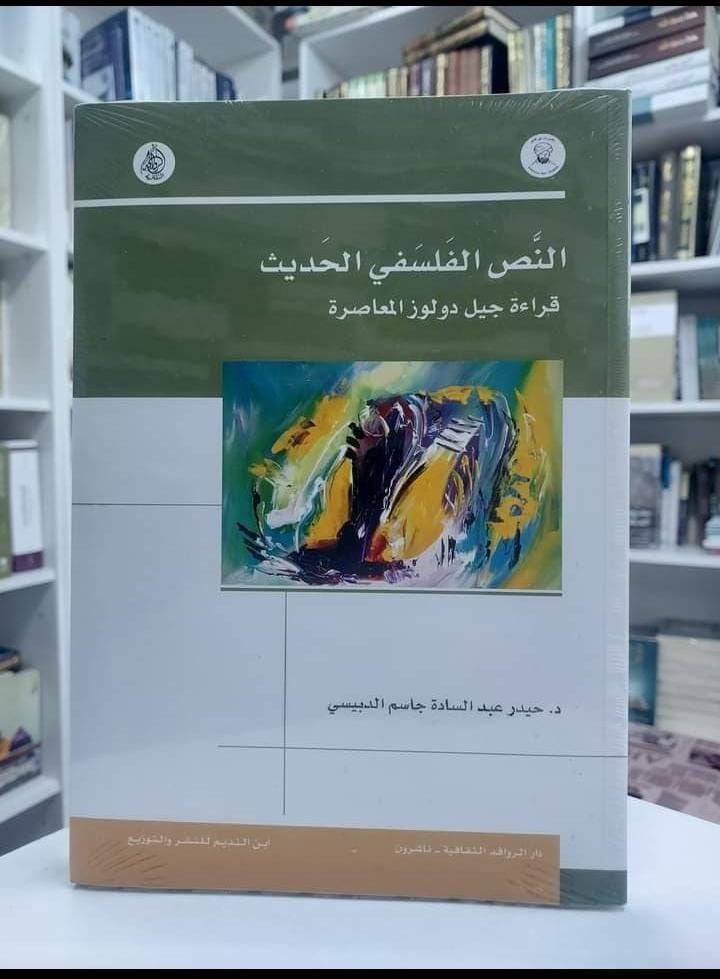 النَّص الفَلسَفي الحَديث
قراءة جيل دولوز المعاصرة
د. حيدر عبد السادة جاسم الدبيسي
دار الروافد الثقافية - ناشرون
ابن النديم للنشر والتوزيع